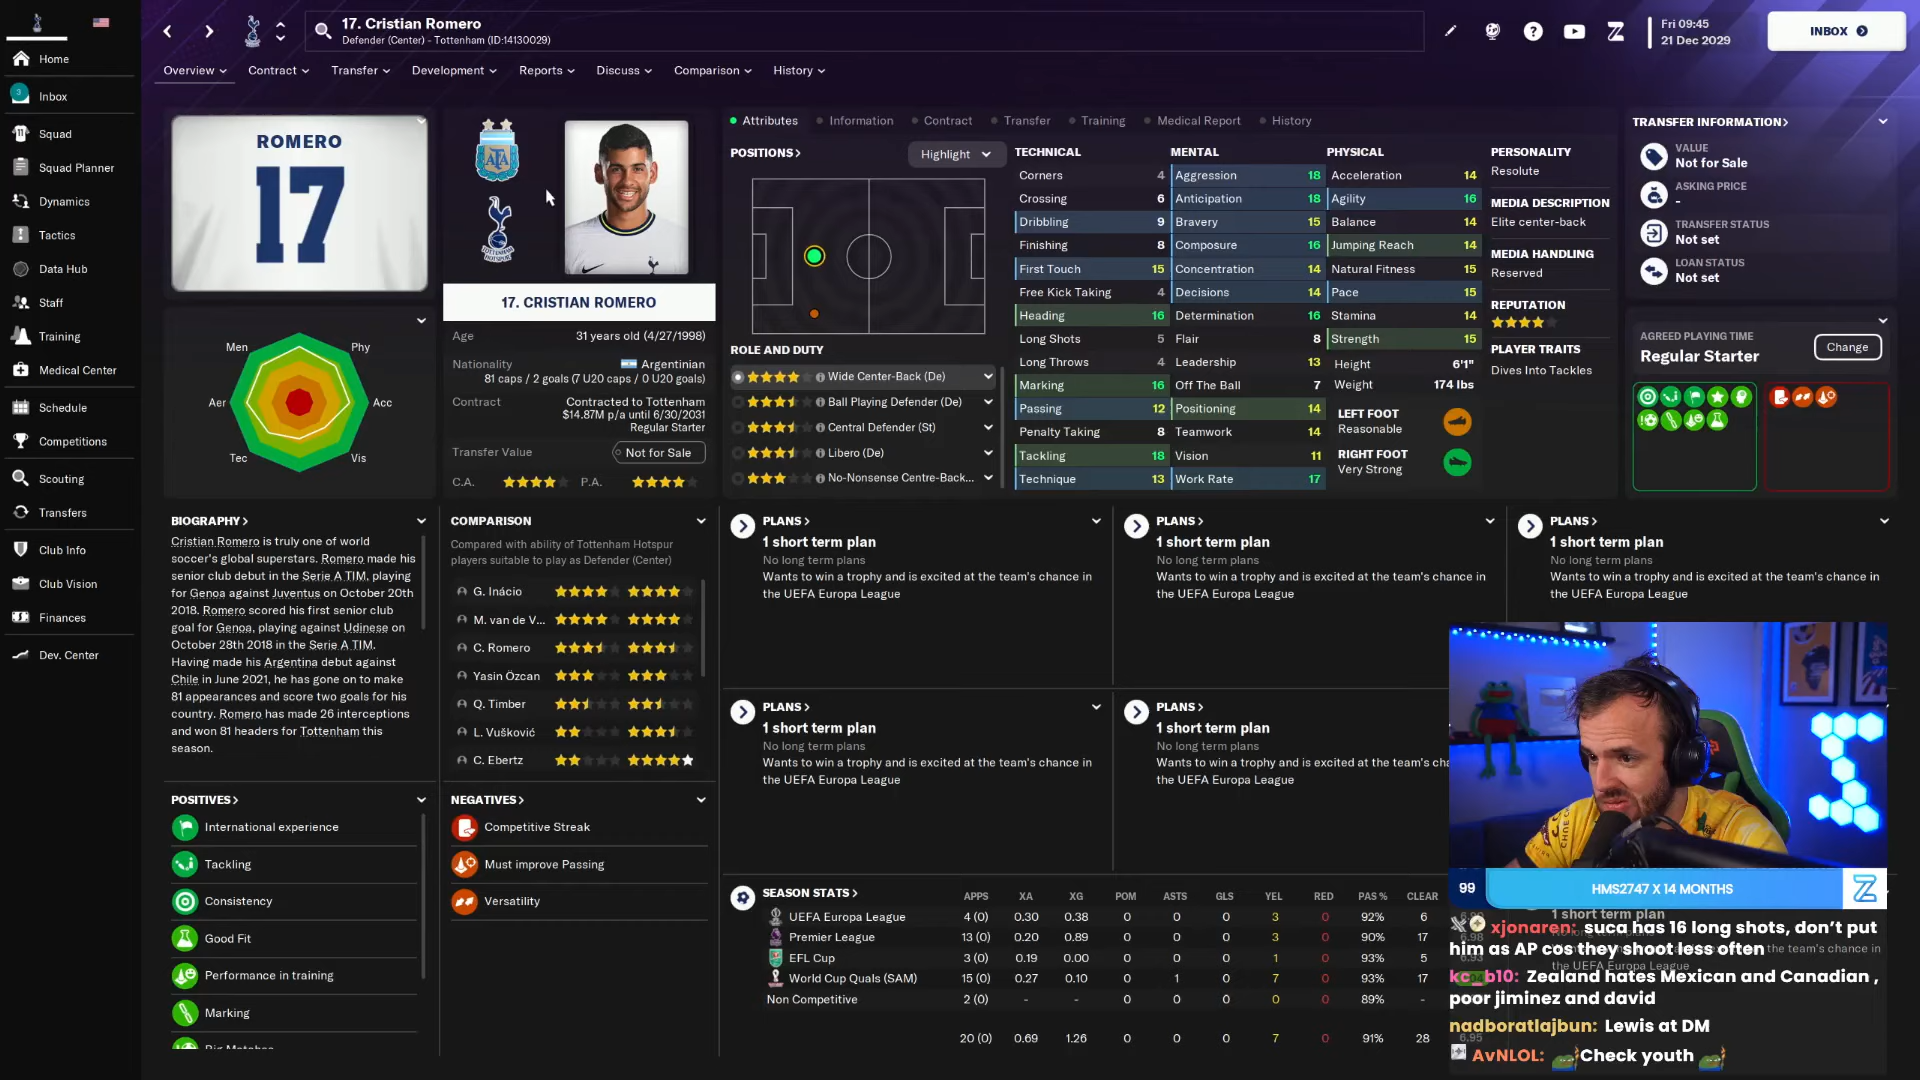 17. Cristian Romero
Defender (Center) - Tottenham (ID:14130029)
Fri 09:45
21 Dec 2029
INBOX
Home
3
Inbox
Squad
Squad Planner
Dynamics
Tactics
Data Hub
Staff
Training
Medical Center
Schedule
Competitions
Scouting
Transfers
Club Info
Club Vision
Finances
Dev. Center
Overview
Contract
Transfer
Development
Reports
Discuss
Comparison
History
ROMERO
17
Men
Phy
Aer
Acc
Tec
Vis
17. CRISTIAN ROMERO
Age 31 years old (4/27/1998)
Nationality Argentinian
81 caps / 2 goals (7 U20 caps / 0 U20 goals)
Contract Contracted to Tottenham
$14.87M p/a until 6/30/2031
Regular Starter
Transfer Value Not for Sale
C.A. P.A.
Attributes
Information
Contract
Transfer
Training
Medical Report
History
POSITIONS>
Highlight
ROLE AND DUTY
Wide Center-Back (De)
Ball Playing Defender (De)
Central Defender (St)
Libero (De)
No-Nonsense Centre-Back...
TECHNICAL
Corners 4
Crossing 6
Dribbling 9
Finishing 8
First Touch 15
Free Kick Taking 4
Heading 16
Long Shots 5
Long Throws 4
Marking 16
Passing 12
Penalty Taking 8
Tackling 18
Technique 13
MENTAL
Aggression 18
Anticipation 18
Bravery 15
Composure 16
Concentration 14
Decisions 14
Determination 16
Flair 8
Leadership 13
Off The Ball 7
Positioning 14
Teamwork 14
Vision 11
Work Rate 17
PHYSICAL
Acceleration 14
Agility 16
Balance 14
Jumping Reach 14
Natural Fitness 15
Pace 15
Stamina 14
Strength 15
Height 6'1"
Weight 174 lbs
LEFT FOOT
Reasonable
RIGHT FOOT
Very Strong
PERSONALITY
Resolute
MEDIA DESCRIPTION
Elite center-back
MEDIA HANDLING
Reserved
REPUTATION
PLAYER TRAITS
Dives Into Tackles
TRANSFER INFORMATION>
VALUE
Not for Sale
ASKING PRICE
-
TRANSFER STATUS
Not set
LOAN STATUS
Not set
AGREED PLAYING TIME
Regular Starter
Change
BIOGRAPHY>
Cristian Romero is truly one of world
soccer's global superstars. Romero made his
senior club debut in the Serie A TIM, playing
for Genoa against Juventus on October 20th
2018. Romero scored his first senior club
goal for Genoa, playing against Udinese on
October 28th 2018 in the Serie A TIM.
Having made his Argentina debut against
Chile in June 2021, he has gone on to make
81 appearances and score two goals for his
country. Romero has made 26 interceptions
and won 81 headers for Tottenham this
season.
COMPARISON
Compared with ability of Tottenham Hotspur
players suitable to play as Defender (Center)
G. Inácio
M. van de V...
C. Romero
Yasin Özcan
Q. Timber
L. Vušković
C. Ebertz
PLANS>
1 short term plan
No long term plans
Wants to win a trophy and is excited at the team's chance in
the UEFA Europa League
PLANS>
1 short term plan
No long term plans
Wants to win a trophy and is excited at the team's chance in
the UEFA Europa League
PLANS>
1 short term plan
No long term plans
Wants to win a trophy and is excited at the team's chance in
the UEFA Europa League
PLANS>
1 short term plan
No long term plans
Wants to win a trophy and is excited at the team's chance in
the UEFA Europa League
PLANS>
1 short term plan
No long term plans
Wants to win a trophy and is excited at the team's cha
the UEFA Europa League
POSITIVES>
International experience
Tackling
Consistency
Good Fit
Performance in training
Marking
Big Matches
NEGATIVES>
Competitive Streak
Must improve Passing
Versatility
SEASON STATS> APPS XA XG POM ASTS GLS YEL RED PAS % CLEAR
UEFA Europa League 4 (0) 0.30 0.38 0 0 0 3 0 92% 6
Premier League 13 (0) 0.20 0.89 0 0 0 3 0 90% 17
EFL Cup 3 (0) 0.19 0.00 0 0 0 1 0 93% 5
World Cup Quals (SAM) 15 (0) 0.27 0.10 0 1 0 7 0 93% 17
Non Competitive 2 (0) - - 0 0 0 0 0 89% -
20 (0) 0.69 1.26 0 0 0 7 0 91% 28 6.95
99
HMS2747 X 14 MONTHS
1 short term plan
xjonaren: suca has 16 long shots, don't put
him as AP cos they shoot less often
the team's chance in
the UEFA Europa League
kc_b10: Zealand hates Mexican and Canadian ,
poor jiminez and david
nadboratlajbun: Lewis at DM
AvNLOL: Check youth